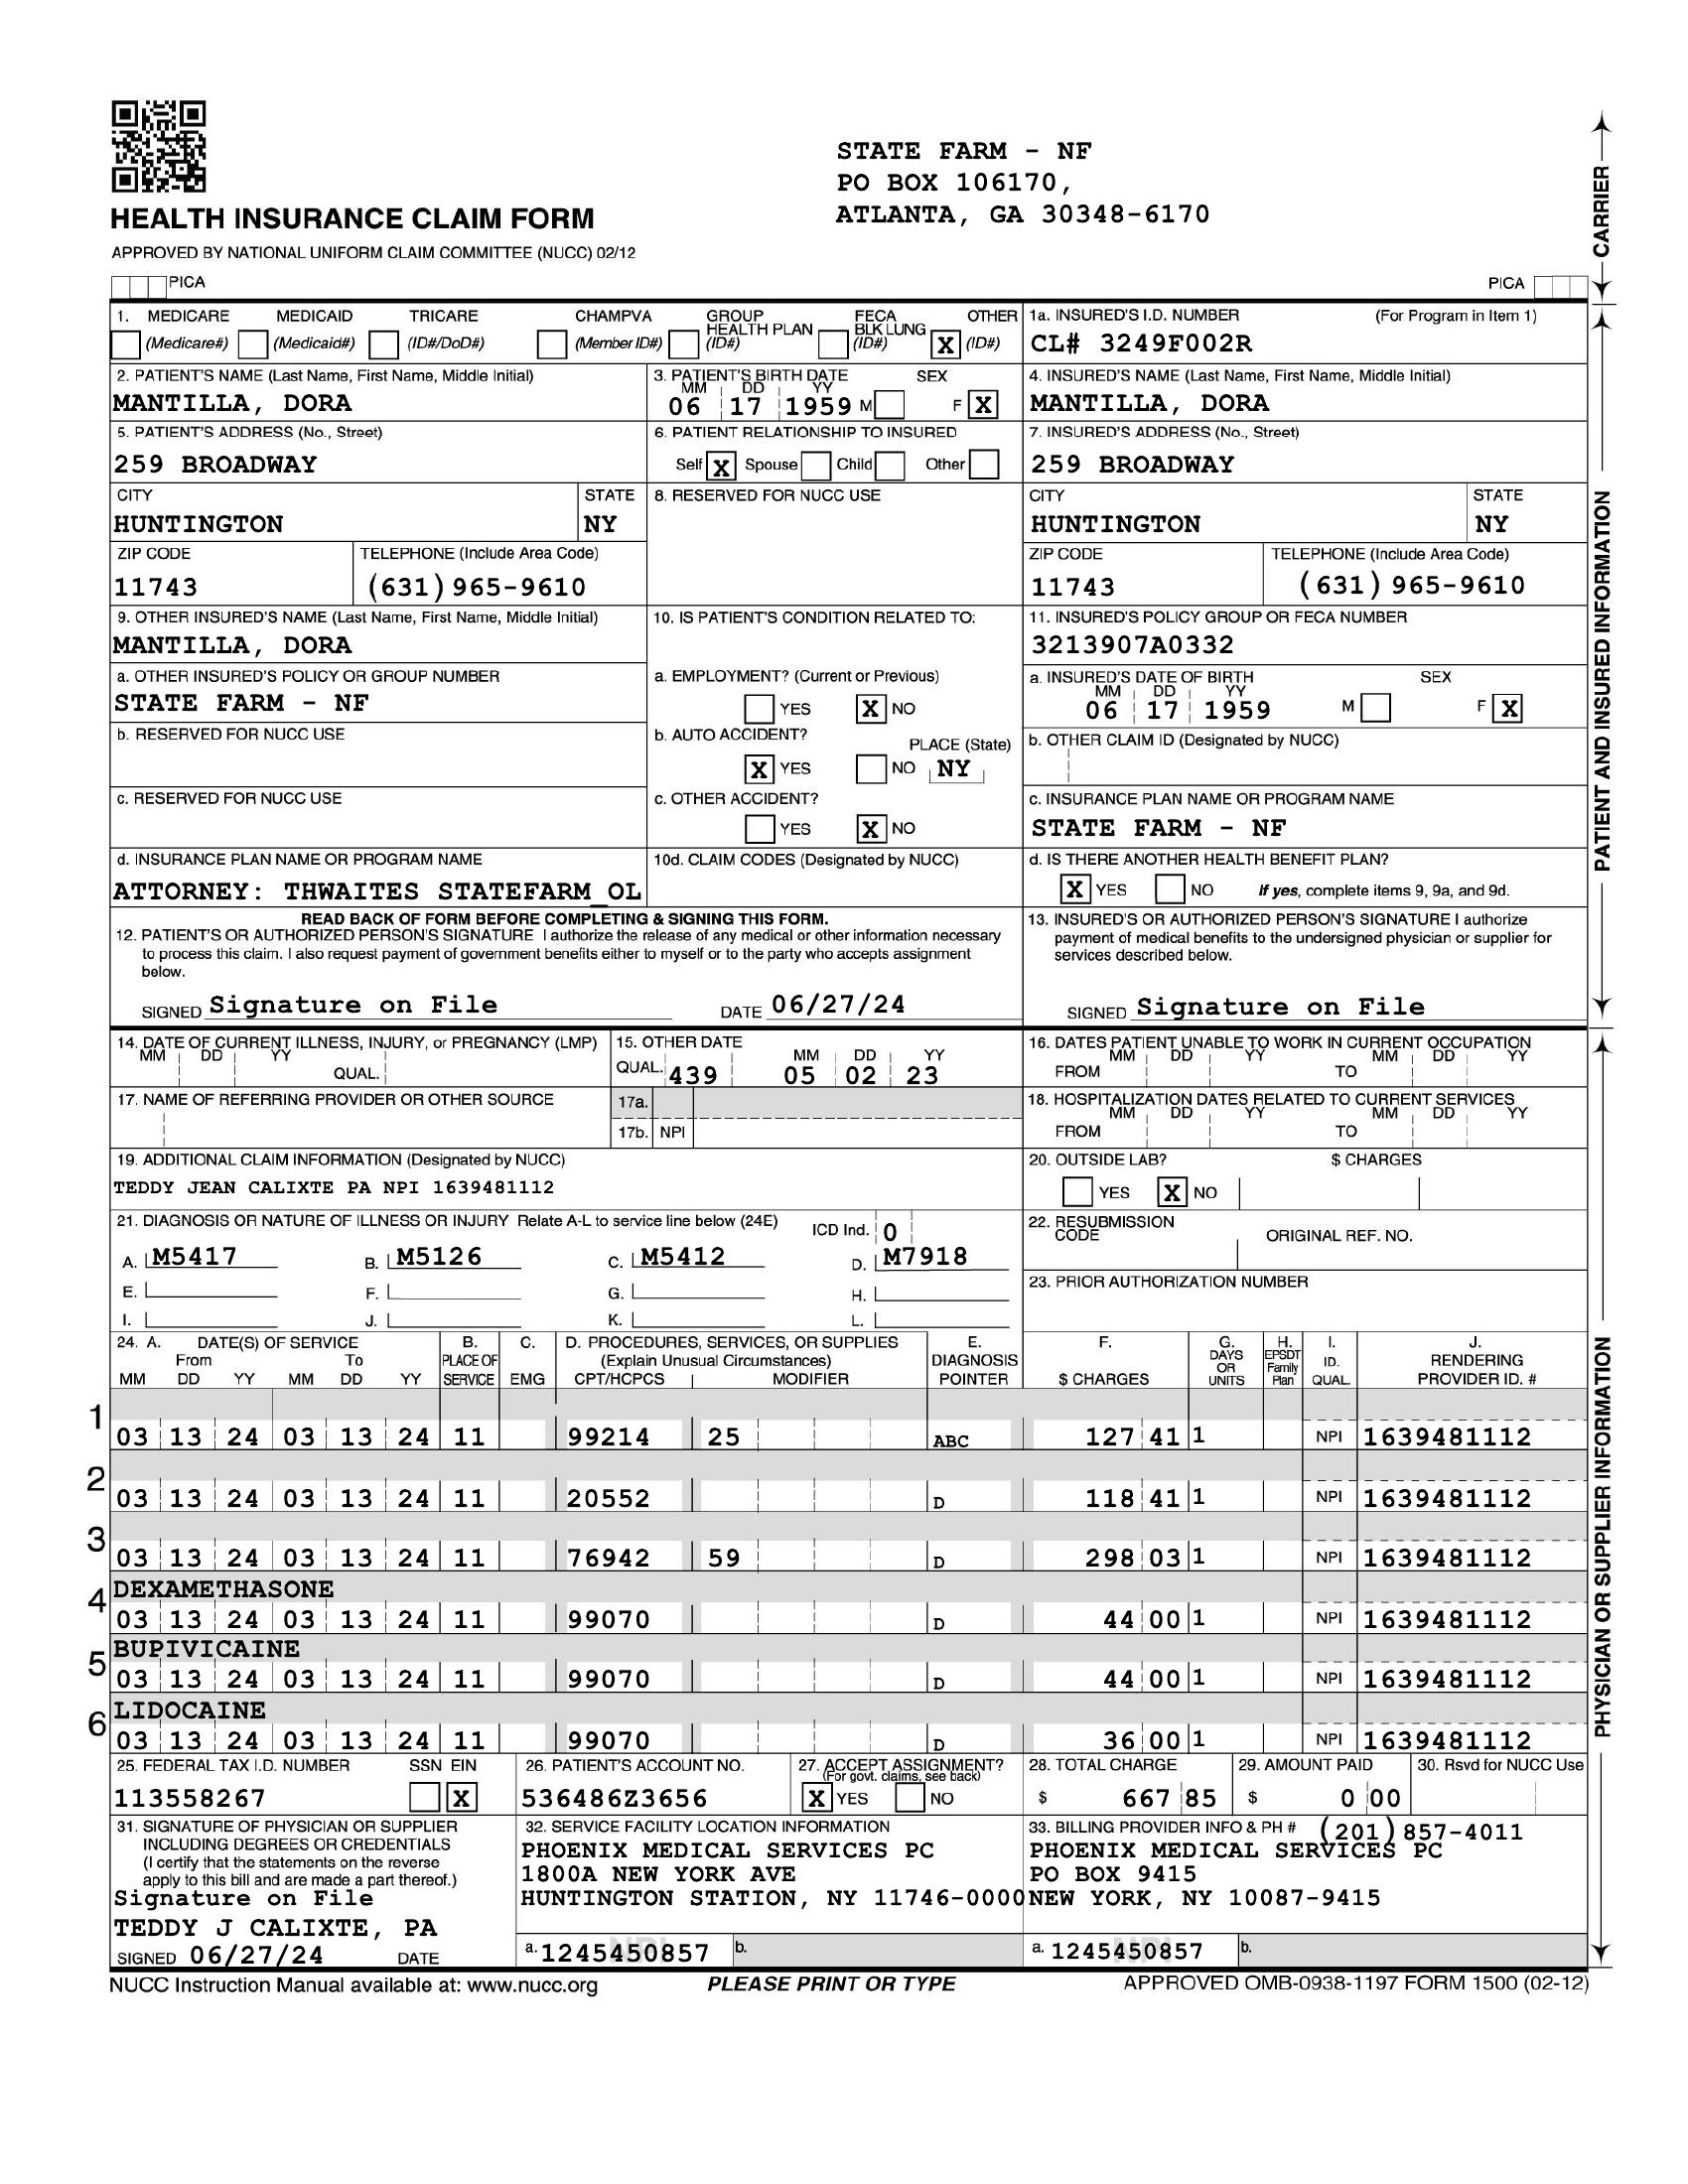 STATE FARM - NF
PO BOX 106170,
ATLANTA, GA 30348-6170
HEALTH INSURANCE CLAIM FORM
APPROVED BY NATIONAL UNIFORM CLAIM COMMITTEE (NUCC) 02/12
PICA PICA
CARRIER
1. MEDICARE MEDICAID TRICARE CHAMPVA GROUP HEALTH PLAN FECA BLK LUNG OTHER
(Medicare#) (Medicaid#) (ID#/DoD#) (Member ID#) (ID#) (ID#) X (ID#)
1a. INSURED'S I.D. NUMBER (For Program in Item 1)
CL# 3249F002R
2. PATIENT'S NAME (Last Name, First Name, Middle Initial)
MANTILLA, DORA
3. PATIENT'S BIRTH DATE SEX
MM DD YY
06 17 1959 M F X
4. INSURED'S NAME (Last Name, First Name, Middle Initial)
MANTILLA, DORA
5. PATIENT'S ADDRESS (No., Street)
259 BROADWAY
6. PATIENT RELATIONSHIP TO INSURED
Self X Spouse Child Other
7. INSURED'S ADDRESS (No., Street)
259 BROADWAY
CITY STATE
HUNTINGTON NY
8. RESERVED FOR NUCC USE
CITY STATE
HUNTINGTON NY
ZIP CODE TELEPHONE (Include Area Code)
11743 (631) 965-9610
ZIP CODE TELEPHONE (Include Area Code)
11743 (631) 965-9610
9. OTHER INSURED'S NAME (Last Name, First Name, Middle Initial)
MANTILLA, DORA
10. IS PATIENT'S CONDITION RELATED TO:
11. INSURED'S POLICY GROUP OR FECA NUMBER
3213907A0332
a. OTHER INSURED'S POLICY OR GROUP NUMBER
STATE FARM - NF
a. EMPLOYMENT? (Current or Previous)
YES X NO
a. INSURED'S DATE OF BIRTH SEX
MM DD YY
06 17 1959 M F X
b. RESERVED FOR NUCC USE
b. AUTO ACCIDENT? PLACE (State)
X YES NO NY
b. OTHER CLAIM ID (Designated by NUCC)
c. RESERVED FOR NUCC USE
c. OTHER ACCIDENT?
YES X NO
c. INSURANCE PLAN NAME OR PROGRAM NAME
STATE FARM - NF
d. INSURANCE PLAN NAME OR PROGRAM NAME
ATTORNEY: THWAITES STATEFARM_OL
10d. CLAIM CODES (Designated by NUCC)
d. IS THERE ANOTHER HEALTH BENEFIT PLAN?
X YES NO If yes, complete items 9, 9a, and 9d.
PATIENT AND INSURED INFORMATION
READ BACK OF FORM BEFORE COMPLETING & SIGNING THIS FORM.
12. PATIENT'S OR AUTHORIZED PERSON'S SIGNATURE I authorize the release of any medical or other information necessary
to process this claim. I also request payment of government benefits either to myself or to the party who accepts assignment
below.
SIGNED Signature on File DATE 06/27/24
13. INSURED'S OR AUTHORIZED PERSON'S SIGNATURE I authorize
payment of medical benefits to the undersigned physician or supplier for
services described below.
SIGNED Signature on File
14. DATE OF CURRENT ILLNESS, INJURY, or PREGNANCY (LMP)
MM DD YY
QUAL.
15. OTHER DATE
MM DD YY
QUAL. 439 05 02 23
16. DATES PATIENT UNABLE TO WORK IN CURRENT OCCUPATION
MM DD YY MM DD YY
FROM TO
17. NAME OF REFERRING PROVIDER OR OTHER SOURCE
17a.
17b. NPI
18. HOSPITALIZATION DATES RELATED TO CURRENT SERVICES
MM DD YY MM DD YY
FROM TO
19. ADDITIONAL CLAIM INFORMATION (Designated by NUCC)
TEDDY JEAN CALIXTE PA NPI 1639481112
20. OUTSIDE LAB? $ CHARGES
YES X NO
21. DIAGNOSIS OR NATURE OF ILLNESS OR INJURY Relate A-L to service line below (24E) ICD Ind. 0
A. M5417 B. M5126 C. M5412 D. M7918
E. F. G. H.
I. J. K. L.
22. RESUBMISSION CODE ORIGINAL REF. NO.
23. PRIOR AUTHORIZATION NUMBER
24. A. DATE(S) OF SERVICE B. C. D. PROCEDURES, SERVICES, OR SUPPLIES E. F. G. H. I. J.
From To PLACE OF (Explain Unusual Circumstances) DIAGNOSIS DAYS OR EPSDT Family ID. RENDERING
MM DD YY MM DD YY SERVICE EMG CPT/HCPCS MODIFIER POINTER $ CHARGES UNITS Plan QUAL. PROVIDER ID. #
1
03 13 24 03 13 24 11 99214 25 ABC 127 41 1 NPI 1639481112
2
03 13 24 03 13 24 11 20552 D 118 41 1 NPI 1639481112
3
03 13 24 03 13 24 11 76942 59 D 298 03 1 NPI 1639481112
4 DEXAMETHASONE
03 13 24 03 13 24 11 99070 D 44 00 1 NPI 1639481112
5 BUPIVICAINE
03 13 24 03 13 24 11 99070 D 44 00 1 NPI 1639481112
6 LIDOCAINE
03 13 24 03 13 24 11 99070 D 36 00 1 NPI 1639481112
PHYSICIAN OR SUPPLIER INFORMATION
25. FEDERAL TAX I.D. NUMBER SSN EIN
113558267 X
26. PATIENT'S ACCOUNT NO.
536486Z3656
27. ACCEPT ASSIGNMENT?
(For govt. claims, see back)
X YES NO
28. TOTAL CHARGE
$ 667 85
29. AMOUNT PAID
$ 0 00
30. Rsvd for NUCC Use
31. SIGNATURE OF PHYSICIAN OR SUPPLIER
INCLUDING DEGREES OR CREDENTIALS
(I certify that the statements on the reverse
apply to this bill and are made a part thereof.)
Signature on File
TEDDY J CALIXTE, PA
SIGNED 06/27/24 DATE
32. SERVICE FACILITY LOCATION INFORMATION
PHOENIX MEDICAL SERVICES PC
1800A NEW YORK AVE
HUNTINGTON STATION, NY 11746-0000
a. 1245450857 NPI b.
33. BILLING PROVIDER INFO & PH # (201) 857-4011
PHOENIX MEDICAL SERVICES PC
PO BOX 9415
NEW YORK, NY 10087-9415
a. 1245450857 NPI b.
NUCC Instruction Manual available at: www.nucc.org PLEASE PRINT OR TYPE APPROVED OMB-0938-1197 FORM 1500 (02-12)